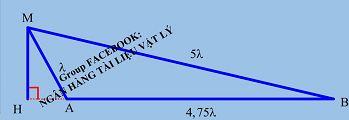 M
λ
Group FACEBOOK:
NGÂN HÀNG TÀI LIỆU VẬT LÝ
5λ
H
A
4,75λ
B